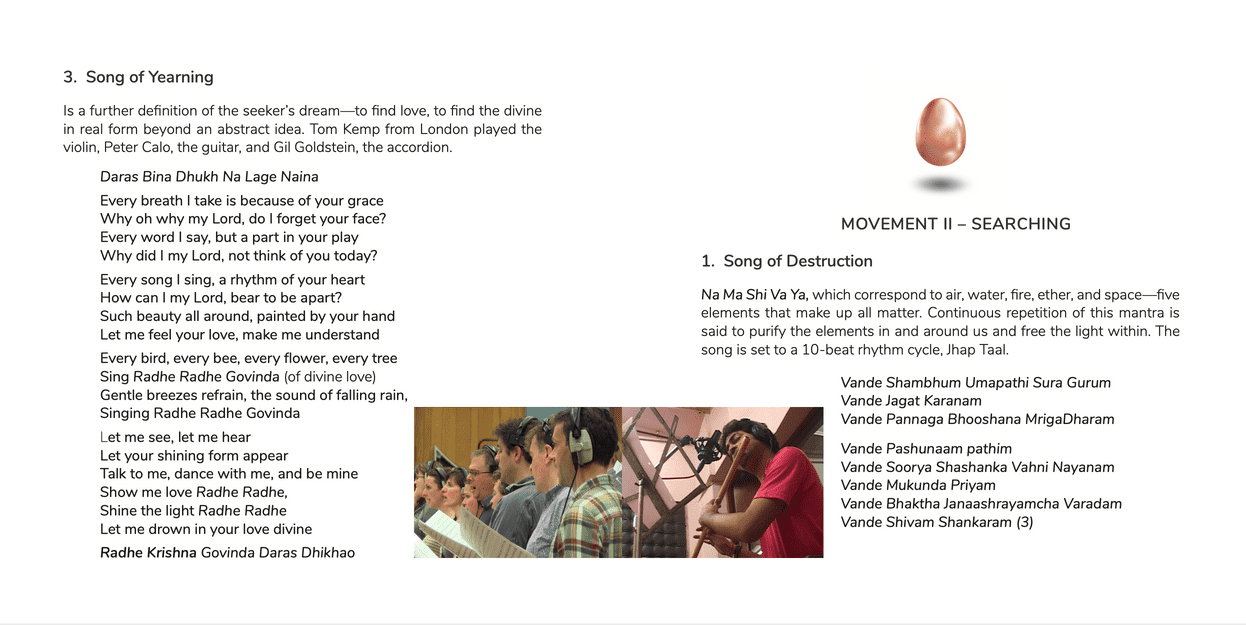 3. Song of Yearning
Is a further definition of the seeker's dream—to find love, to find the divine
in real form beyond an abstract idea. Tom Kemp from London played the
violin, Peter Calo, the guitar, and Gil Goldstein, the accordion.
Daras Bina Dhukh Na Lage Naina
Every breath I take is because of your grace
Why oh why my Lord, do I forget your face?
Every word I say, but a part in your play
Why did I my Lord, not think of you today?
Every song I sing, a rhythm of your heart
How can I my Lord, bear to be apart?
Such beauty all around, painted by your hand
Let me feel your love, make me understand
Every bird, every bee, every flower, every tree
Sing Radhe Radhe Govinda (of divine love)
Gentle breezes refrain, the sound of falling rain,
Singing Radhe Radhe Govinda
Let me see, let me hear
Let your shining form appear
Talk to me, dance with me, and be mine
Show me love Radhe Radhe,
Shine the light Radhe Radhe
Let me drown in your love divine
Radhe Krishna Govinda Daras Dhikhao
MOVEMENT II – SEARCHING
1. Song of Destruction
Na Ma Shi Va Ya, which correspond to air, water, fire, ether, and space—five
elements that make up all matter. Continuous repetition of this mantra is
said to purify the elements in and around us and free the light within. The
song is set to a 10-beat rhythm cycle, Jhap Taal.
Vande Shambhum Umapathi Sura Gurum
Vande Jagat Karanam
Vande Pannaga Bhooshana MrigaDharam
Vande Pashunaam pathim
Vande Soorya Shashanka Vahni Nayanam
Vande Mukunda Priyam
Vande Bhaktha Janaashrayamcha Varadam
Vande Shivam Shankaram (3)